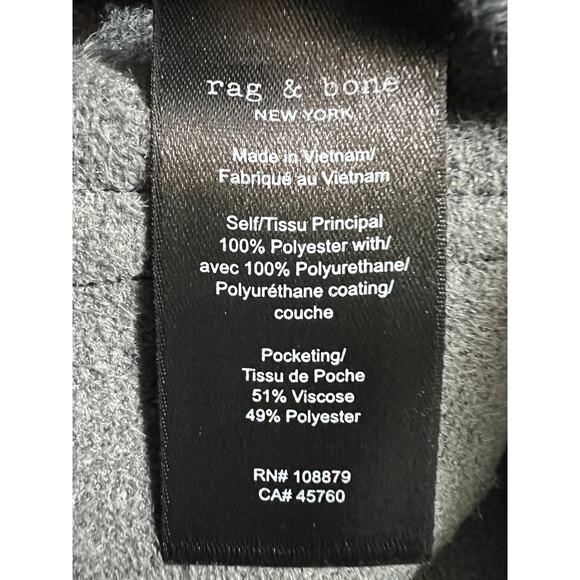 rag & bone
NEW YORK
Made in Vietnam/
Fabriqué au Vietnam
Self/Tissu Principal
100% Polyester with/
avec 100% Polyurethane/
Polyuréthane coating/
couche
Pocketing/
Tissu de Poche
51% Viscose
49% Polyester
RN# 108879
CA# 45760